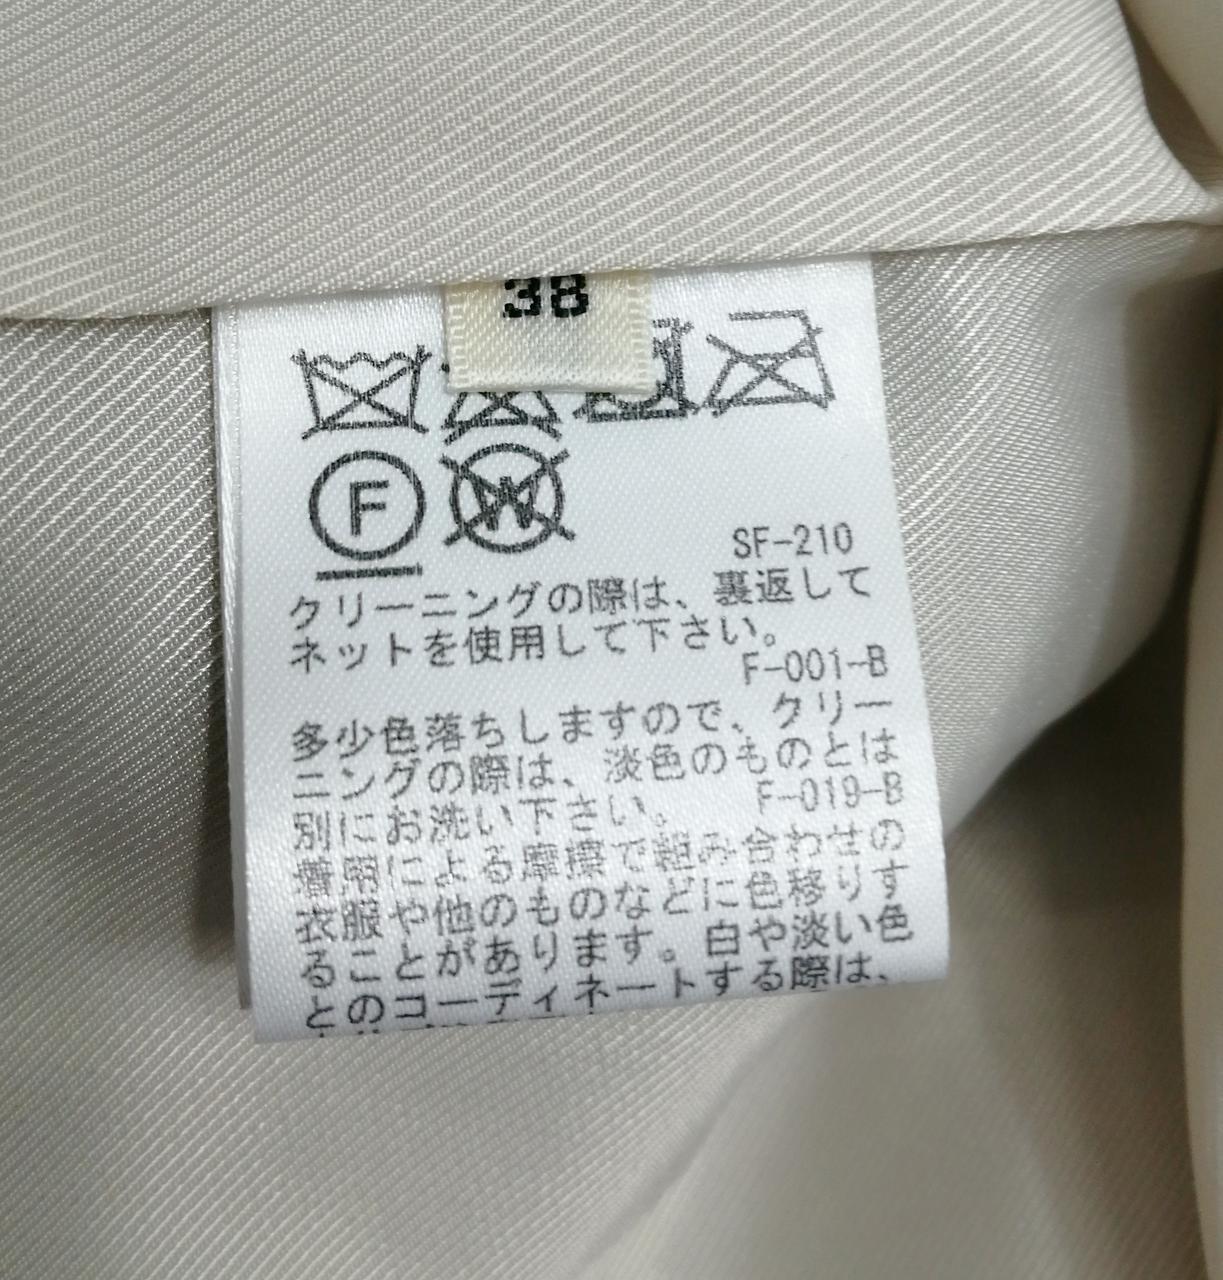 38
F
W
SF-210
クリーニングの際は、裏返して
ネットを使用して下さい。
F-001-B
多少色落ちしますので、クリー
ニングの際は、淡色のものとは
別にお洗い下さい。
F-019-B
着用による摩擦で組み合わせの
衣服や他のものなどに色移りす
ることがあります。白や淡い色
とのコーディネートする際は、